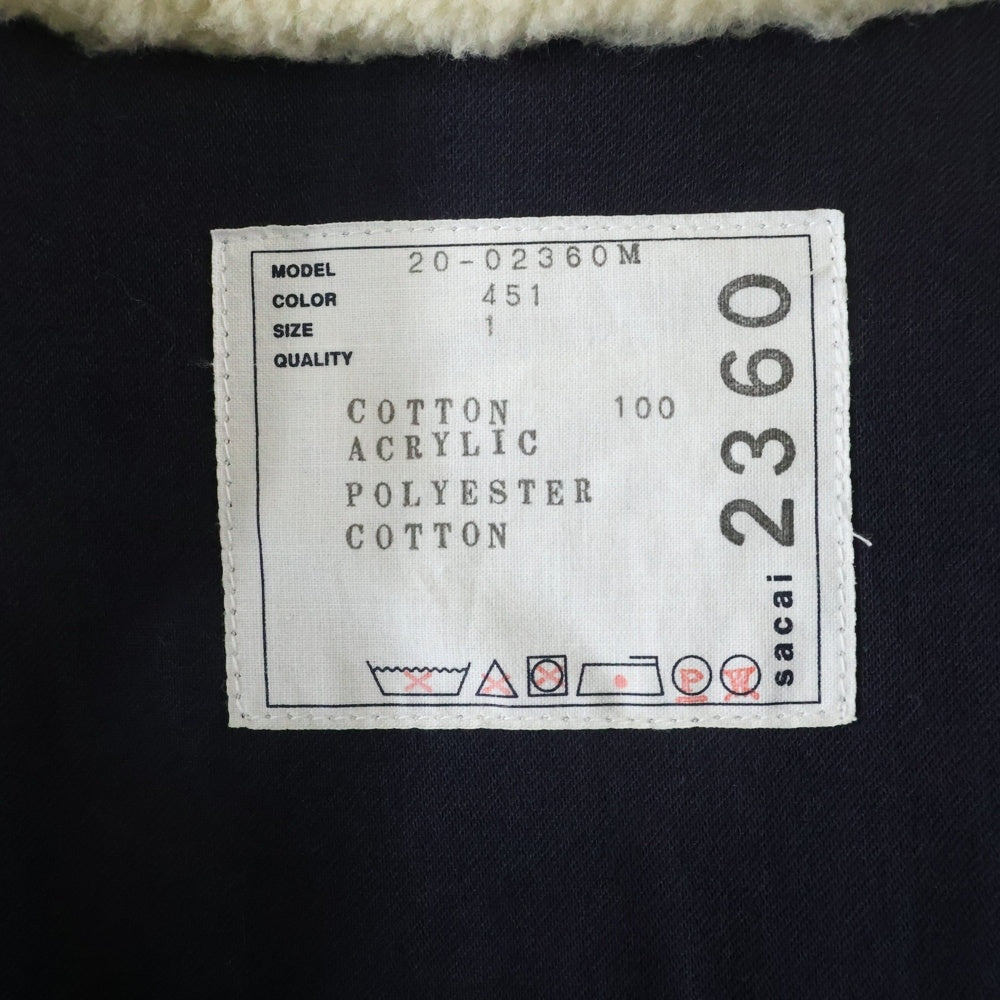 MODEL 20-02360M
COLOR 451
SIZE 1
QUALITY
COTTON 100
ACRYLIC
POLYESTER
COTTON
P W
sacai 2360